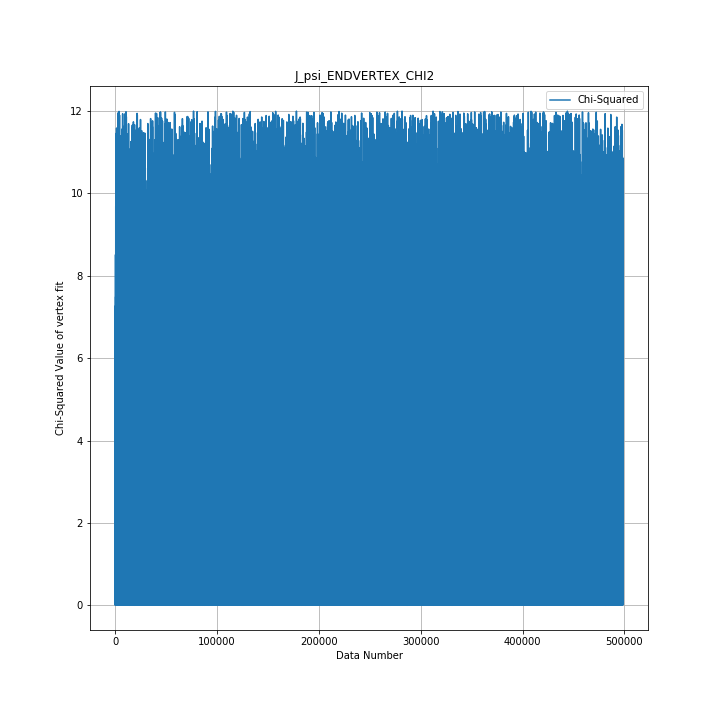 J_psi_ENDVERTEX_CHI2
Chi-Squared
12
10
8
6
4
2
0
Chi-Squared Value of vertex fit
0 100000 200000 300000 400000 500000
Data Number